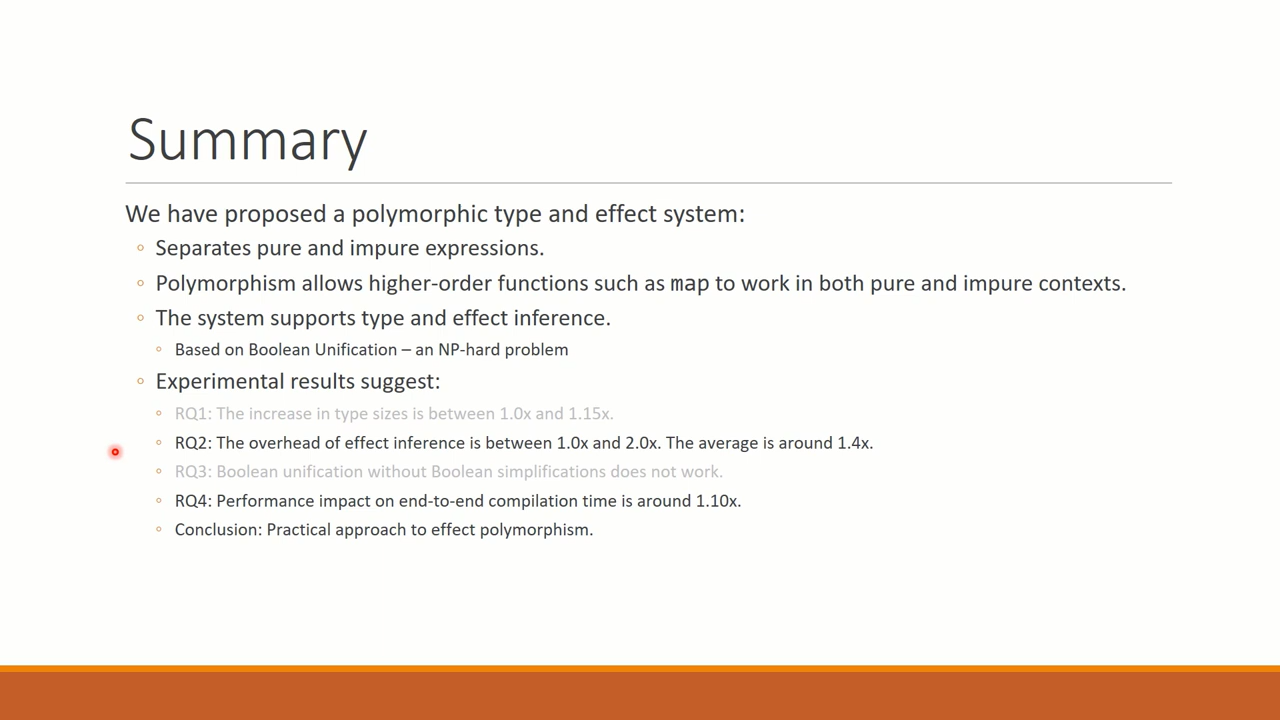 Summary
We have proposed a polymorphic type and effect system:
Separates pure and impure expressions.
Polymorphism allows higher-order functions such as map to work in both pure and impure contexts.
The system supports type and effect inference.
Based on Boolean Unification – an NP-hard problem
Experimental results suggest:
RQ1: The increase in type sizes is between 1.0x and 1.15x.
RQ2: The overhead of effect inference is between 1.0x and 2.0x. The average is around 1.4x.
RQ3: Boolean unification without Boolean simplifications does not work.
RQ4: Performance impact on end-to-end compilation time is around 1.10x.
Conclusion: Practical approach to effect polymorphism.